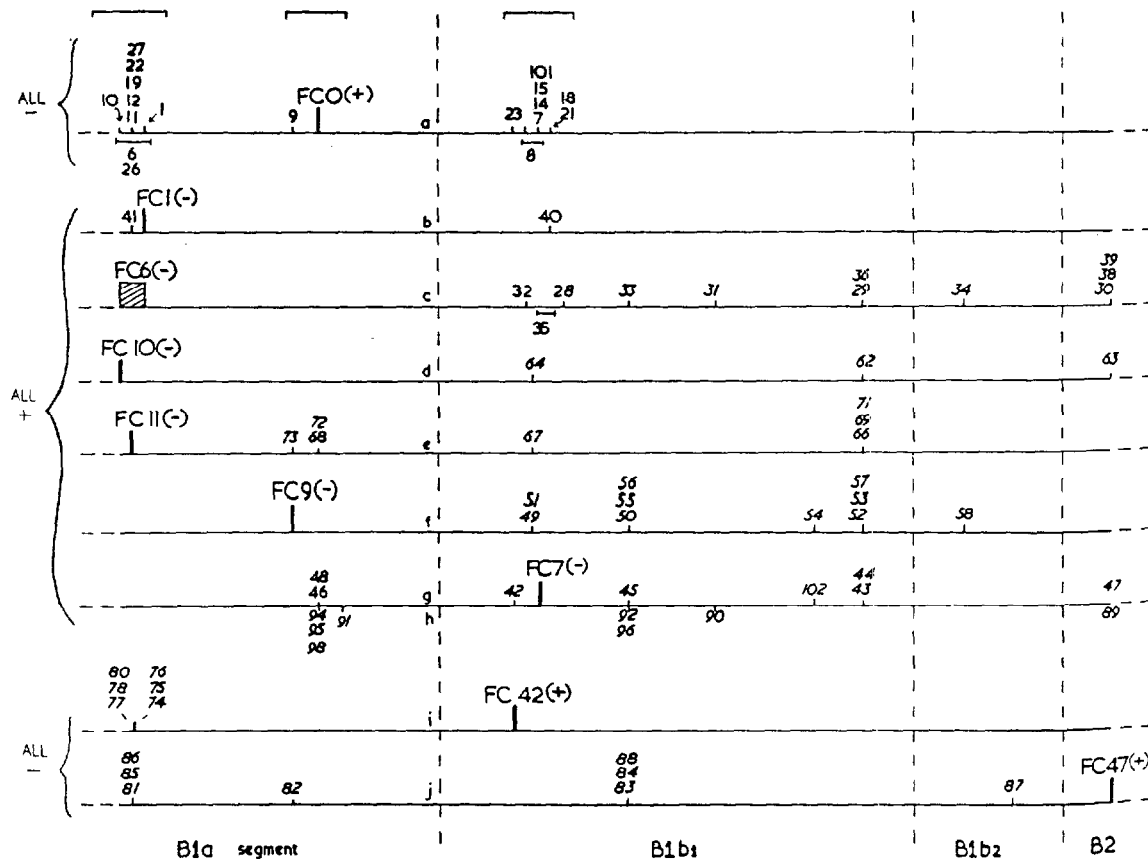 27
22
19
10 12 1
11
ALL
−
9 FC0(+) a
101
15
14 18
23 7 21
6
26
8
FC1(-)
41 b 40
FC6(-)
39
36 38
c 32 28 33 31 29 34 30
35
FC10(-)
d 64 62 63
ALL
+
FC11(-)
72 71
69
73 68 e 67 66
FC9(-)
56 57
51 55 53
f 49 50 54 52 58
FC7(-)
48 44
46 g 42 45 102 43 47
94 91 h 92 90 89
95 96
98
80 76
78 75
77 74
FC 42(+)
i
ALL
−
86 88
85 84
81 82 j 83 87 FC47(+)
B1a segment B1b1 B1b2 B2